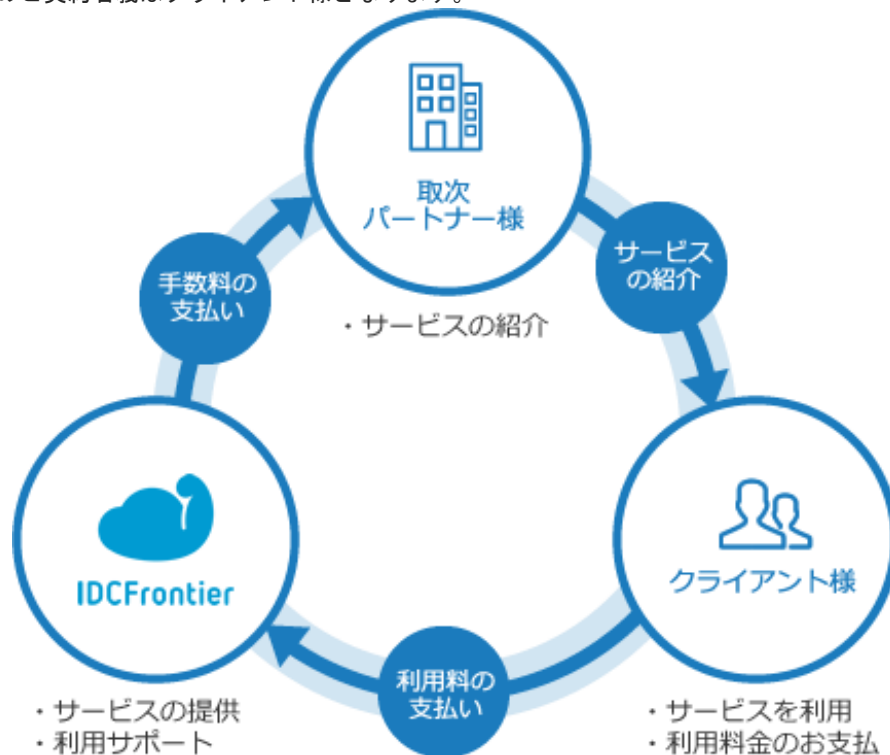 取次
パートナー様
サービス
の紹介
手数料の
支払い
・サービスの紹介
IDCFrontier
クライアント様
利用料の
支払い
・サービスの提供
・利用サポート
・サービスを利用
・利用料金のお支払